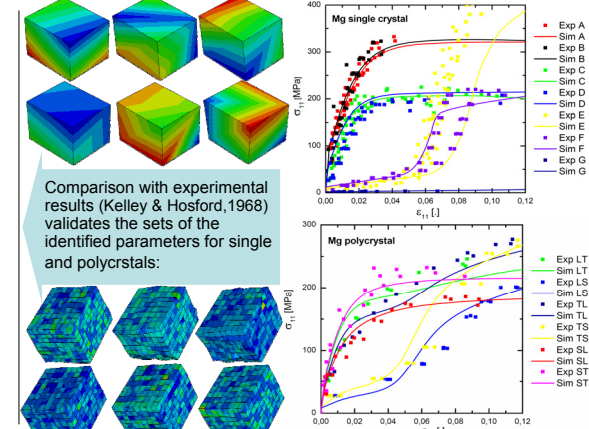 Mg single crystal
400
300
200
100
0
σ11 [MPa]
0,00
0,02
0,04
0,06
0,08
0,10
0,12
ε11 [.]
Exp A
Sim A
Exp B
Sim B
Exp C
Sim C
Exp D
Sim D
Exp E
Sim E
Exp F
Sim F
Exp G
Sim G
Comparison with experimental
results (Kelley & Hosford,1968)
validates the sets of the
identified parameters for single
and polycrstals:
Mg polycrystal
300
200
100
0
σ11 [MPa]
0,00
0,02
0,04
0,06
0,08
0,10
0,12
Exp LT
Sim LT
Exp LS
Sim LS
Exp TL
Sim TL
Exp TS
Sim TS
Exp SL
Sim SL
Exp ST
Sim ST